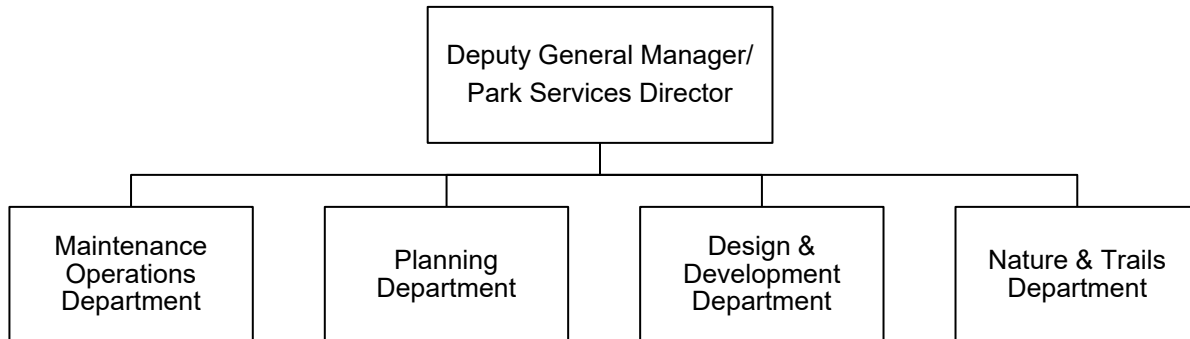 Deputy General Manager/
Park Services Director
Maintenance
Operations
Department
Planning
Department
Design &
Development
Department
Nature & Trails
Department